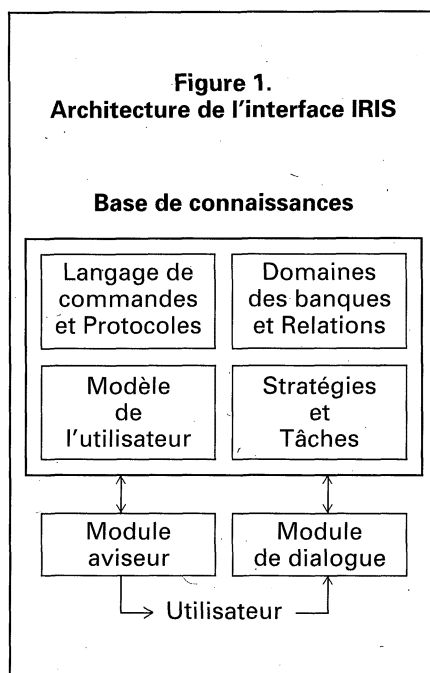 Figure 1.
Architecture de l'interface IRIS
Base de connaissances
Langage de
commandes
et Protocoles
Domaines
des banques
et Relations
Modèle
de
l'utilisateur
Stratégies
et
Tâches
Module
aviseur
Module
de dialogue
Utilisateur